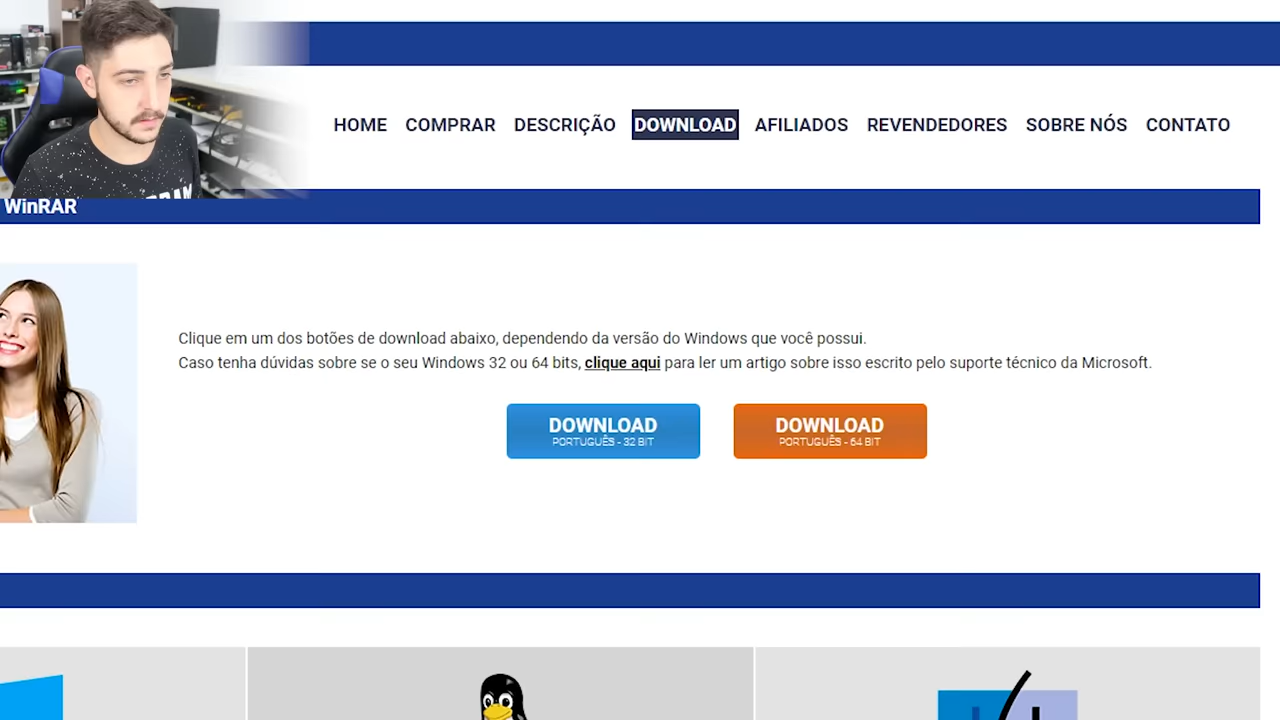 HOME COMPRAR DESCRIÇÃO DOWNLOAD AFILIADOS REVENDEDORES SOBRE NÓS CONTATO
WinRAR
Clique em um dos botões de download abaixo, dependendo da versão do Windows que você possui.
Caso tenha dúvidas sobre se o seu Windows 32 ou 64 bits, clique aqui para ler um artigo sobre isso escrito pelo suporte técnico da Microsoft.
DOWNLOAD
PORTUGUÊS - 32 BIT
DOWNLOAD
PORTUGUÊS - 64 BIT